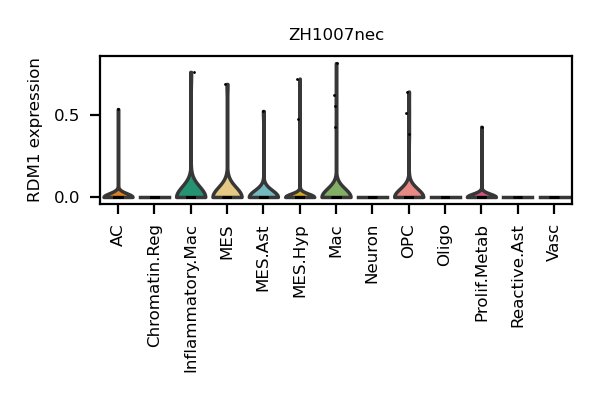 ZH1007nec
RDM1 expression
0.5
0.0
AC
Chromatin.Reg
Inflammatory.Mac
MES
MES.Ast
MES.Hyp
Mac
Neuron
OPC
Oligo
Prolif.Metab
Reactive.Ast
Vasc